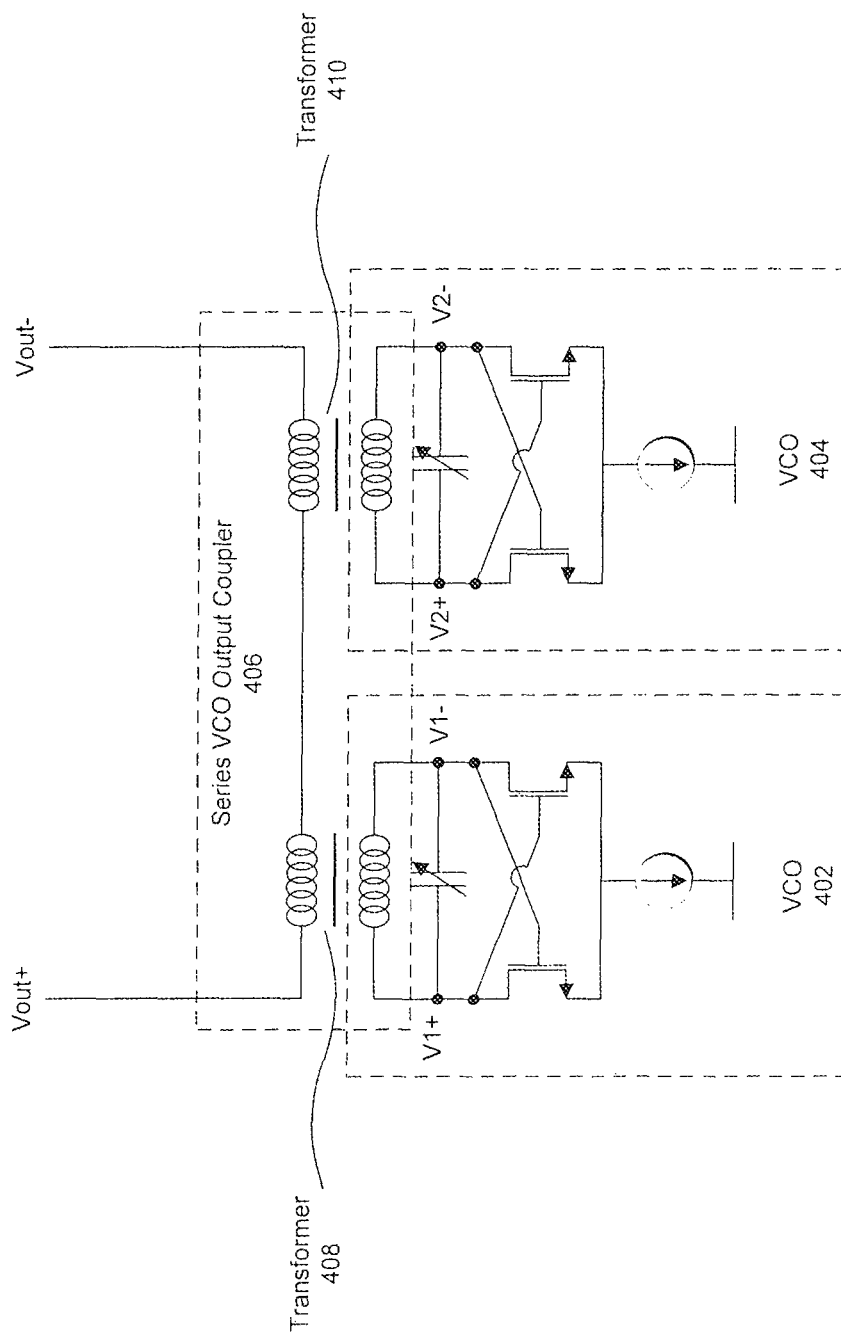 Vout+
Vout-
Transformer
410
Series VCO Output Coupler
406
Transformer
408
V1+
V1-
V2+
V2-
VCO
402
VCO
404